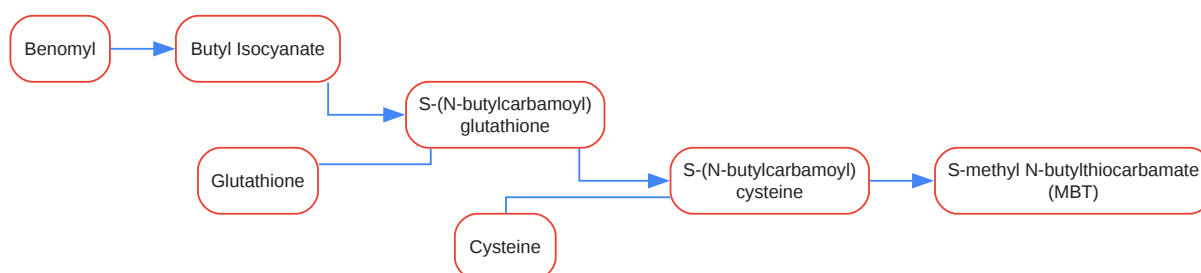 Benomyl
Butyl Isocyanate
S-(N-butylcarbamoyl)
glutathione
Glutathione
S-(N-butylcarbamoyl)
cysteine
S-methyl N-butylthiocarbamate
(MBT)
Cysteine